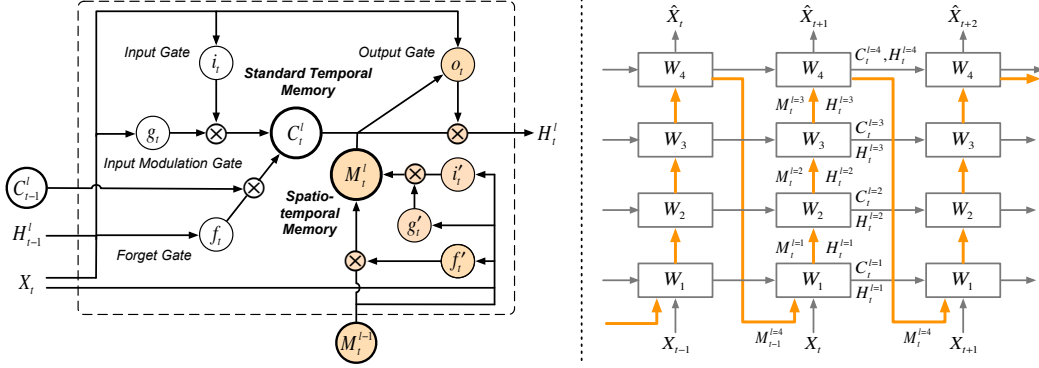 Input Gate
i_t
Output Gate
o_t
Standard Temporal
Memory
g_t
C_t^l
H_t^l
Input Modulation Gate
M_t^l
i'_t
C_{t-1}^l
Spatio-
temporal
Memory
g'_t
H_{t-1}^l
f_t
Forget Gate
f'_t
X_t
M_t^{l-1}
X̂_t
X̂_{t+1}
X̂_{t+2}
W_4
W_4
C_t^{l=4}, H_t^{l=4}
W_4
M_t^{l=3} H_t^{l=3}
W_3
W_3
C_t^{l=3}
H_t^{l=3}
W_3
M_t^{l=2} H_t^{l=2}
W_2
W_2
C_t^{l=2}
H_t^{l=2}
W_2
M_t^{l=1} H_t^{l=1}
W_1
W_1
C_t^{l=1}
H_t^{l=1}
W_1
X_{t-1}
M_{t-1}^{l=4}
X_t
M_t^{l=4}
X_{t+1}